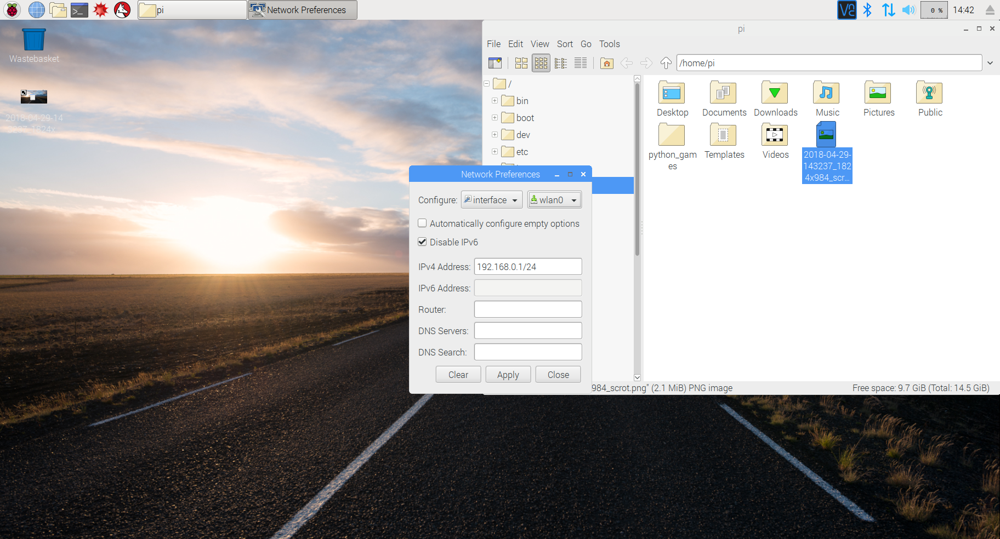 pi
Network Preferences
0 %
14:42
Wastebasket
2018-04-29-14
3237_1824x...
pi
File Edit View Sort Go Tools
/home/pi
/
bin
boot
dev
etc
Desktop
Documents
Downloads
Music
Pictures
Public
python_gam
es
Templates
Videos
2018-04-29-
143237_182
4x984_scr...
Network Preferences
Configure: interface wlan0
Automatically configure empty options
Disable IPv6
IPv4 Address: 192.168.0.1/24
IPv6 Address:
Router:
DNS Servers:
DNS Search:
Clear Apply Close
984_scrot.png" (2.1 MiB) PNG image
Free space: 9.7 GiB (Total: 14.5 GiB)